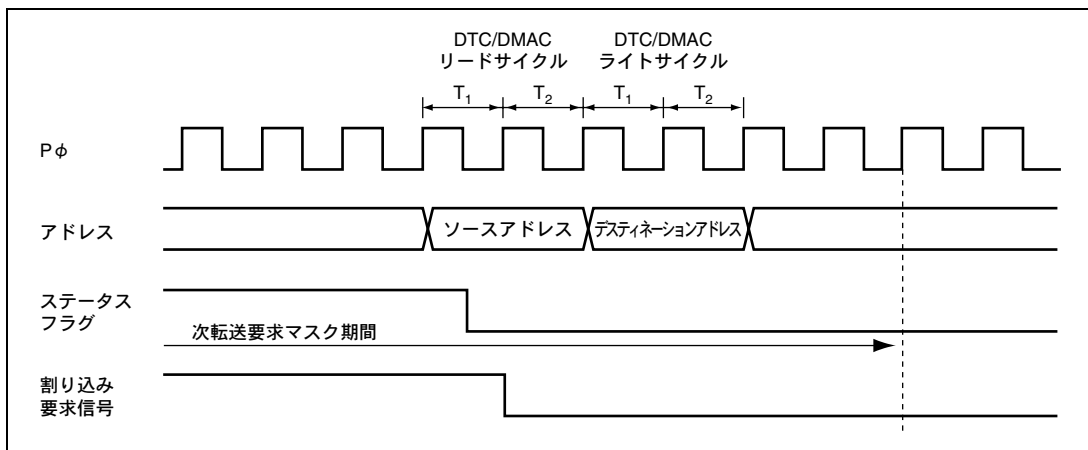 DTC/DMAC
リードサイクル
DTC/DMAC
ライトサイクル
T1 T2 T1 T2
Pφ
アドレス
ソースアドレス
デスティネーションアドレス
ステータス
フラグ
次転送要求マスク期間
割り込み
要求信号